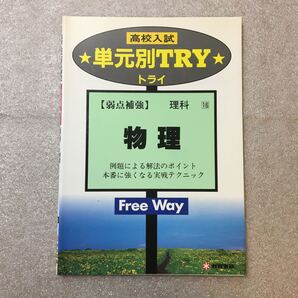 高校入試
★単元別TRY★
トライ
【弱点補強】 理科 16
物理
例題による解法のポイント
本番に強くなる実戦テクニック
Free Way